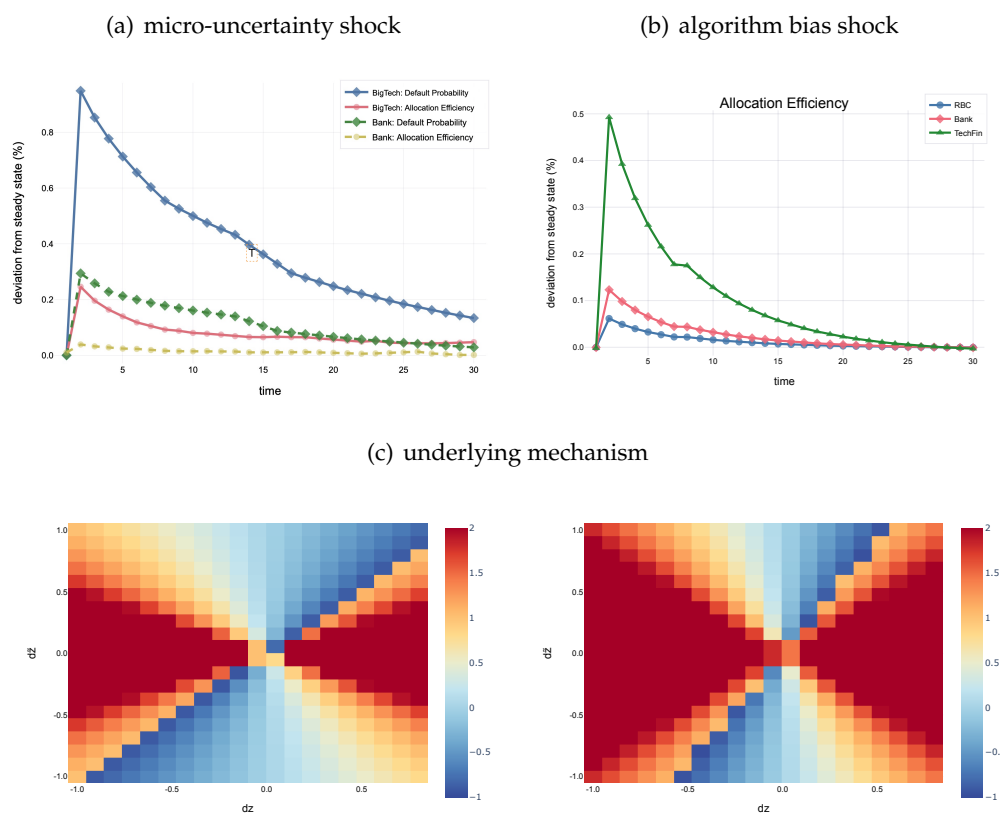 (a) micro-uncertainty shock
(b) algorithm bias shock
BigTech: Default Probability
BigTech: Allocation Efficiency
Bank: Default Probability
Bank: Allocation Efficiency
deviation from steady state (%)
0.8
0.6
0.4
0.2
0.0
T
5
10
15
20
25
30
time
Allocation Efficiency
RBC
Bank
TechFin
deviation from steady state (%)
0.5
0.4
0.3
0.2
0.1
0.0
5
10
15
20
25
30
time
(c) underlying mechanism
1.0
0.5
0.0
-0.5
-1.0
dz̃
-1.0
-0.5
0.0
0.5
dz
2
1.5
1
0.5
0
−0.5
−1
1.0
0.5
0.0
-0.5
-1.0
dz̃
-1.0
-0.5
0.0
0.5
dz
2
1.5
1
0.5
0
−0.5
−1